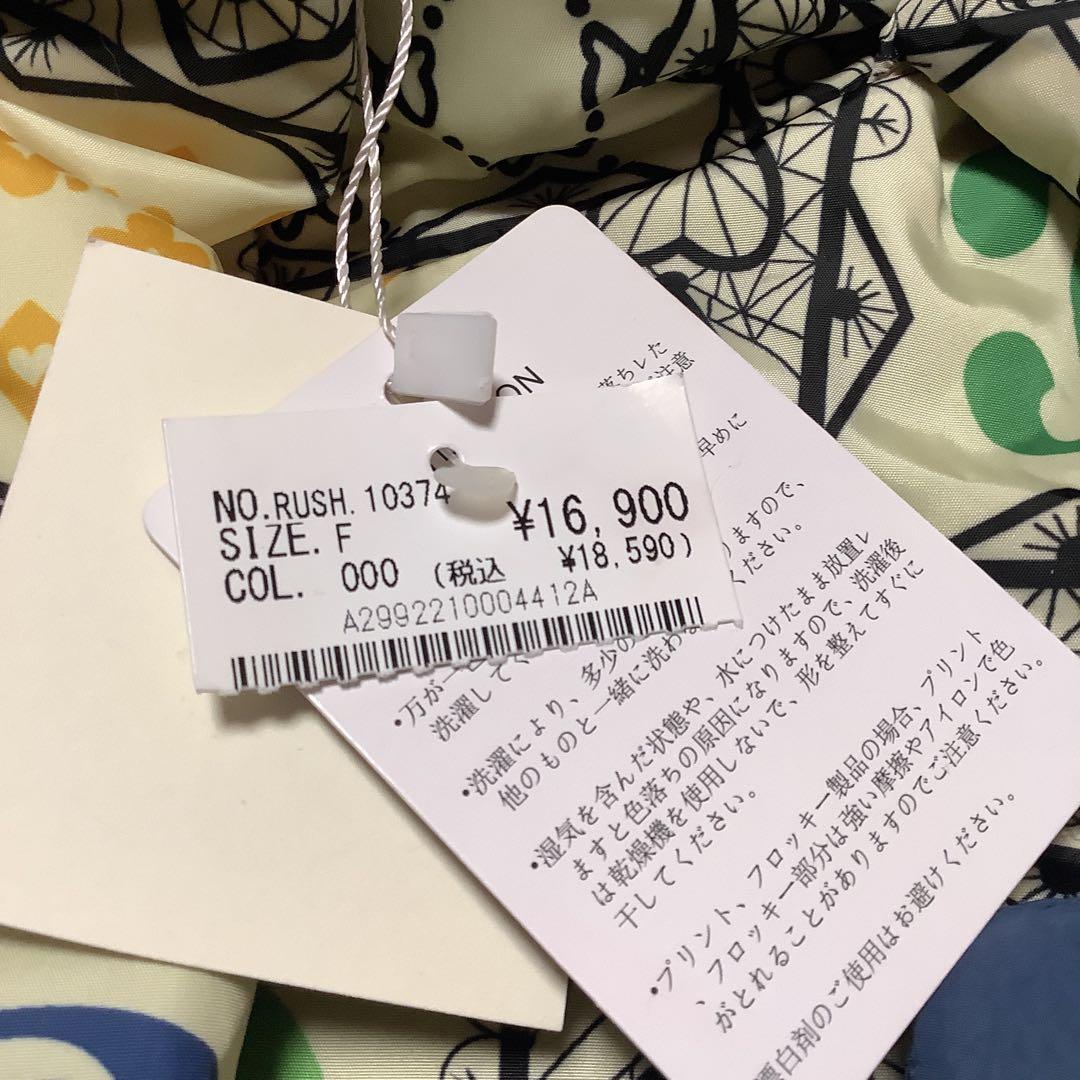 NO.RUSH.10374
SIZE. F
COL. 000
¥16,900
(税込 ¥18,590)
A2992210004412A
ON
落ちした
ご注意
早めに
りますので、
ください。
・万が一
洗濯して
・洗濯により、多少の
他のものと一緒に洗わな
・湿気を含んだ状態や、水につけたまま放置し
ますと色落ちの原因になりますので、洗濯後
は乾燥機を使用しないで、形を整えてすぐに
干してください。
・プリント、フロッキー製品の場合、プリント
、フロッキー部分は強い摩擦やアイロンで色
がとれることがありますのでご注意ください。
漂白剤のご使用はお避けください。